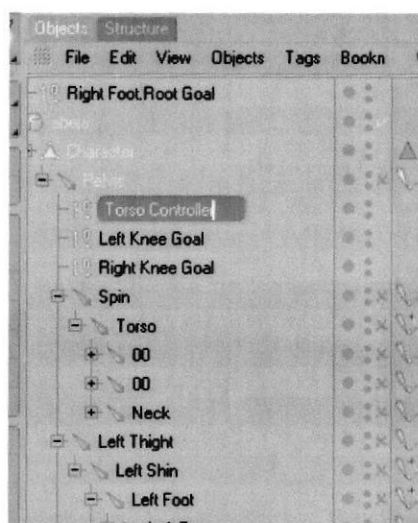 Objects Structure
File Edit View Objects Tags Bookn
Right Foot.Root Goal
Character
Pelvis
Torso Controller
Left Knee Goal
Right Knee Goal
Spin
Torso
00
00
Neck
Left Thight
Left Shin
Left Foot